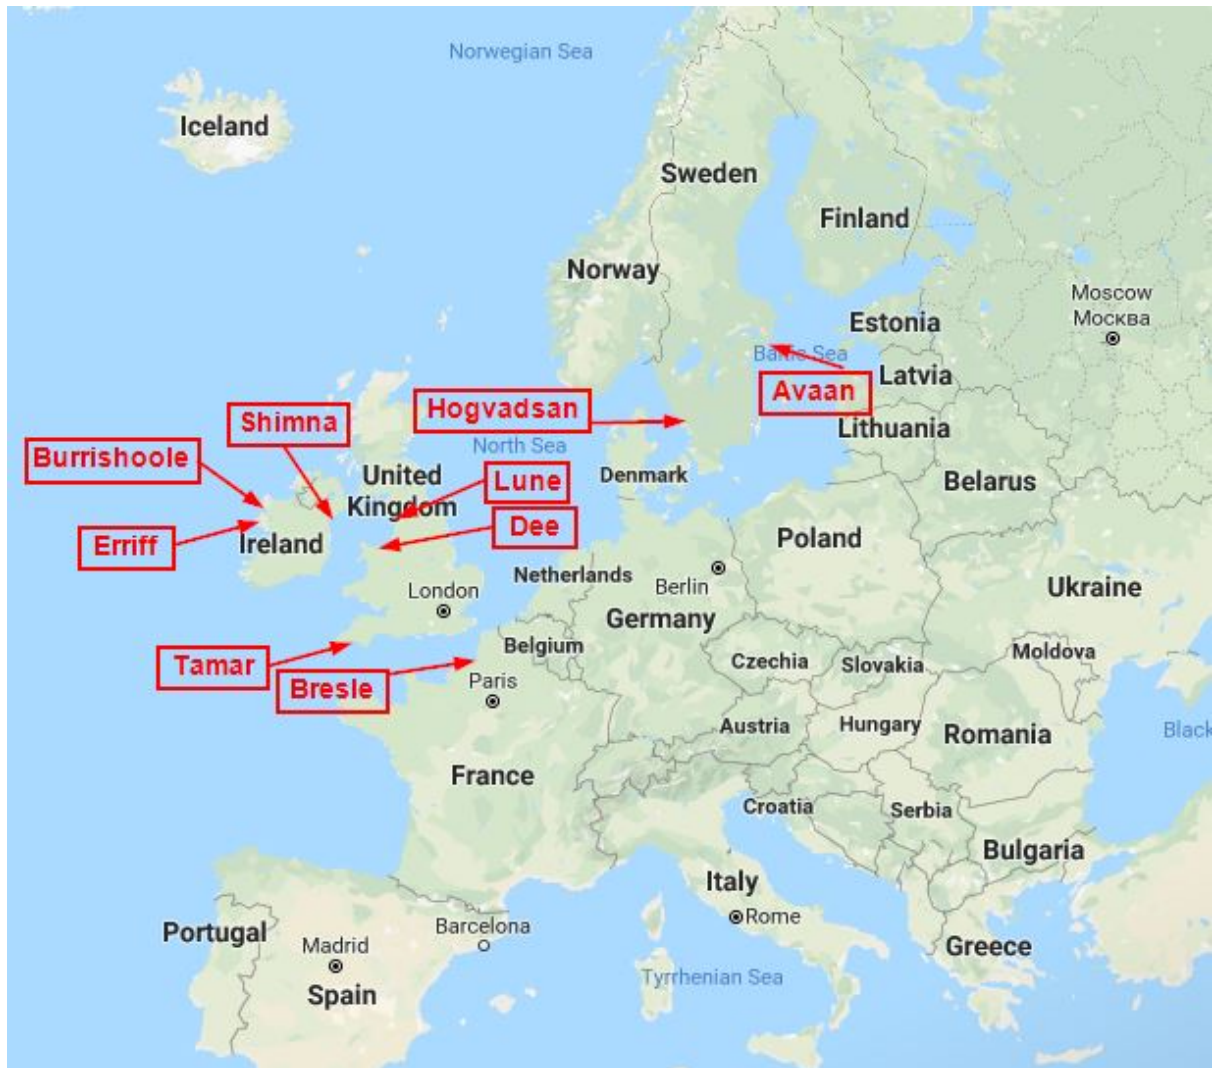 Norwegian Sea
Iceland
Sweden
Finland
Norway
Moscow
Москва
Estonia
Baltic Sea
Latvia
Avaan
Hogvadsan
Shimna
Lithuania
North Sea
Burrishoole
United
Kingdom
Denmark
Belarus
Lune
Dee
Erriff
Ireland
Poland
Netherlands
Berlin
London
Germany
Ukraine
Belgium
Tamar
Bresle
Paris
Czechia
Slovakia
Moldova
Austria
Hungary
Romania
Black
France
Croatia
Serbia
Bulgaria
Italy
Rome
Portugal
Barcelona
Madrid
Greece
Tyrrhenian Sea
Spain